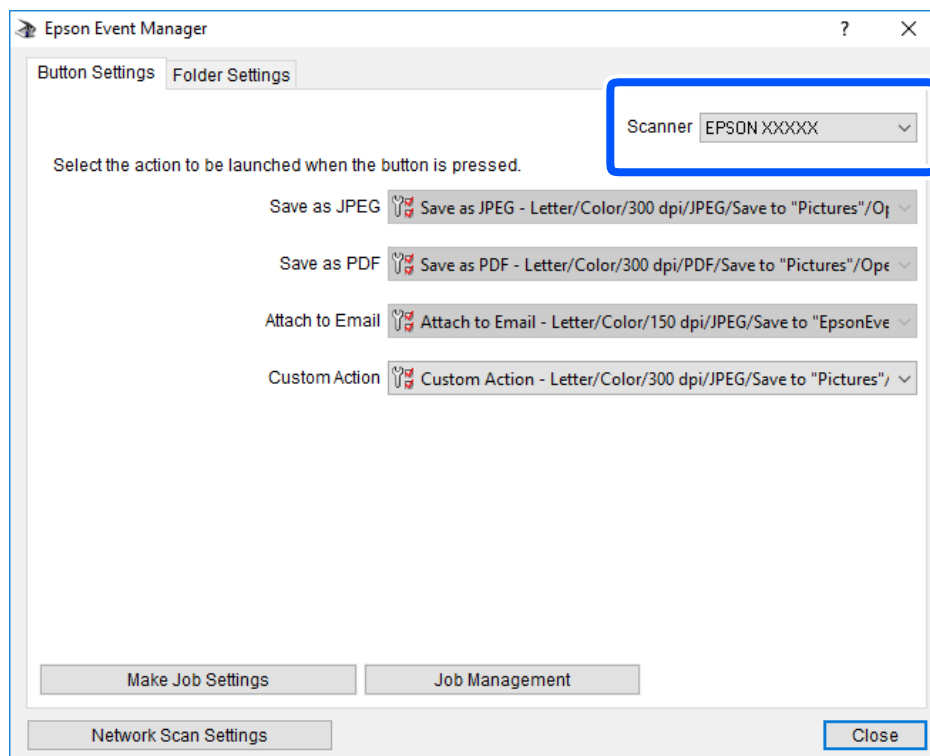 Epson Event Manager
Button Settings
Folder Settings
Scanner EPSON XXXXX
Select the action to be launched when the button is pressed.
Save as JPEG Save as JPEG - Letter/Color/300 dpi/JPEG/Save to "Pictures"/Op
Save as PDF Save as PDF - Letter/Color/300 dpi/PDF/Save to "Pictures"/Ope
Attach to Email Attach to Email - Letter/Color/150 dpi/JPEG/Save to "EpsonEve
Custom Action Custom Action - Letter/Color/300 dpi/JPEG/Save to "Pictures"/
Make Job Settings
Job Management
Network Scan Settings
Close